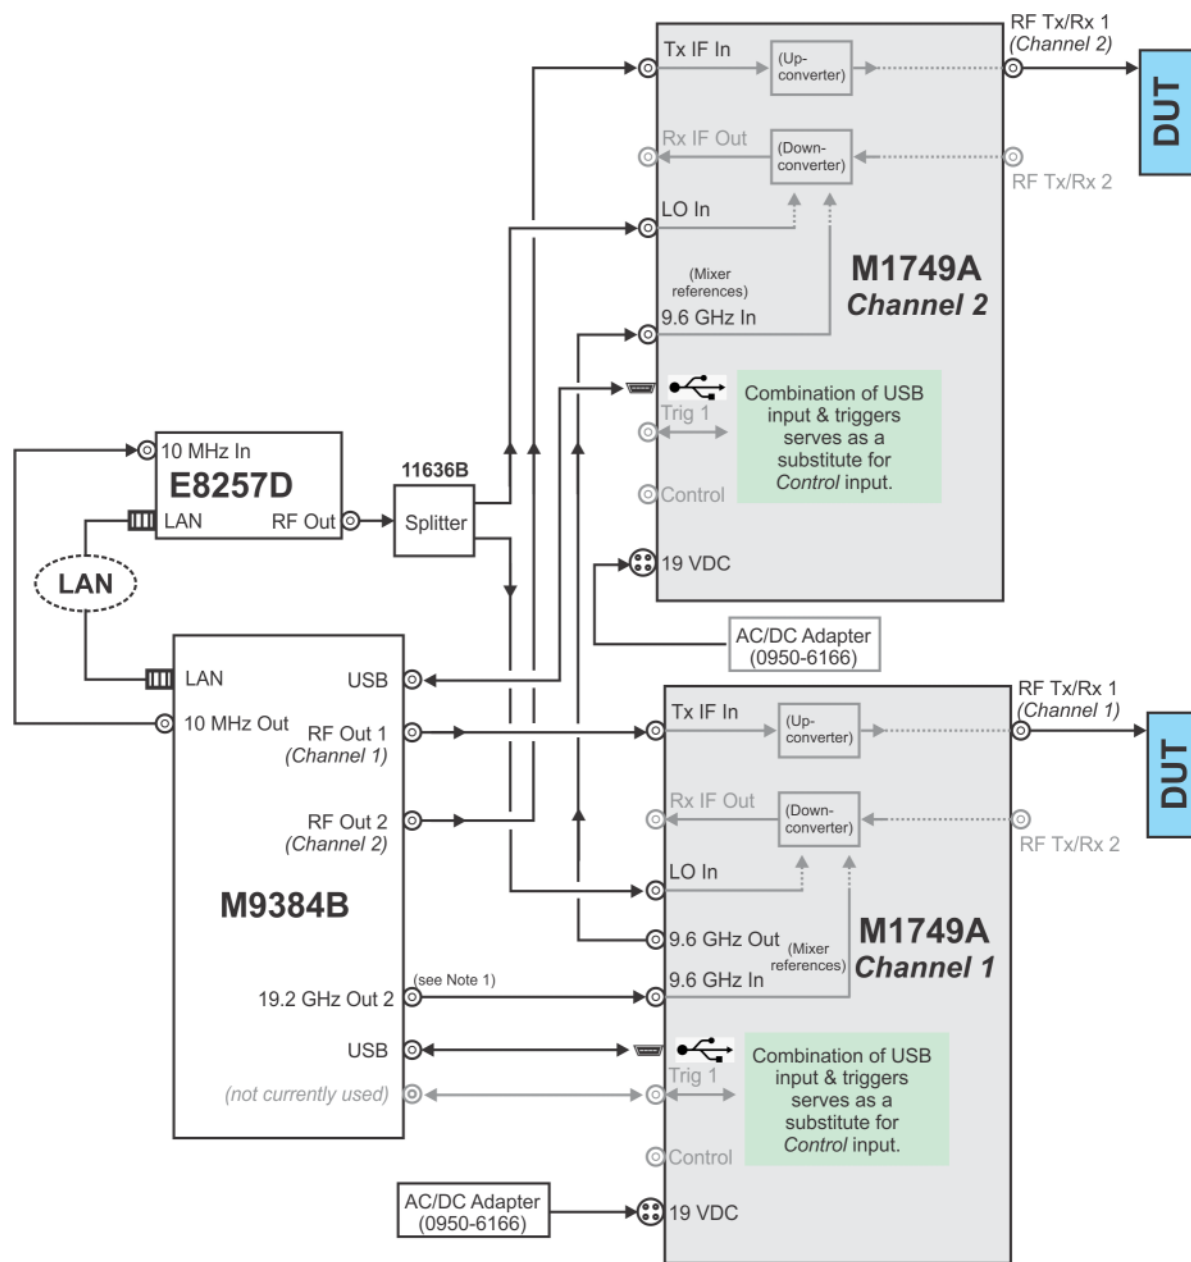 RF Tx/Rx 1
(Channel 2)
Tx IF In
(Up-
converter)
DUT
Rx IF Out
(Down-
converter)
RF Tx/Rx 2
LO In
M1749A
Channel 2
(Mixer
references)
9.6 GHz In
Trig 1
Combination of USB
input & triggers
serves as a
substitute for
Control input.
Control
19 VDC
AC/DC Adapter
(0950-6166)
10 MHz In
E8257D
LAN
RF Out
11636B
Splitter
LAN
LAN
USB
10 MHz Out
RF Out 1
(Channel 1)
RF Out 2
(Channel 2)
M9384B
19.2 GHz Out 2
(see Note 1)
USB
(not currently used)
RF Tx/Rx 1
(Channel 1)
Tx IF In
(Up-
converter)
DUT
Rx IF Out
(Down-
converter)
RF Tx/Rx 2
LO In
M1749A
Channel 1
9.6 GHz Out
(Mixer
references)
9.6 GHz In
Trig 1
Combination of USB
input & triggers
serves as a
substitute for
Control input.
Control
19 VDC
AC/DC Adapter
(0950-6166)